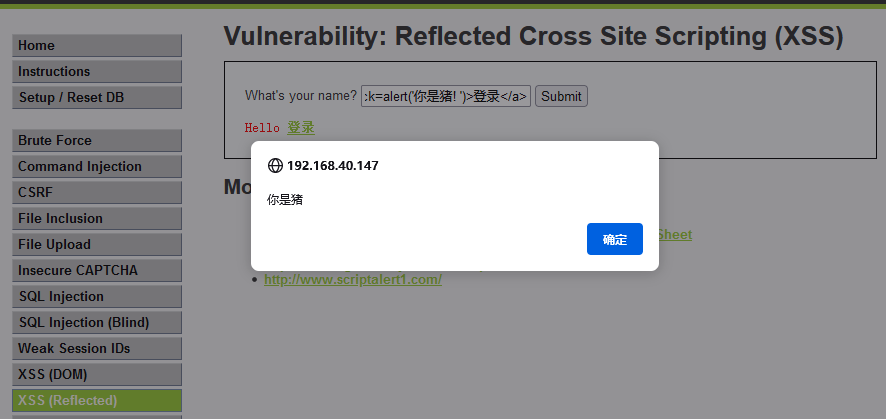 Vulnerability: Reflected Cross Site Scripting (XSS)
Home
Instructions
Setup / Reset DB
Brute Force
Command Injection
CSRF
File Inclusion
File Upload
Insecure CAPTCHA
SQL Injection
SQL Injection (Blind)
Weak Session IDs
XSS (DOM)
XSS (Reflected)
What's your name? :k=alert('你是猪! ')>登录</a> Submit
Hello 登录
192.168.40.147
你是猪
确定
Sheet
http://www.scriptalert1.com/